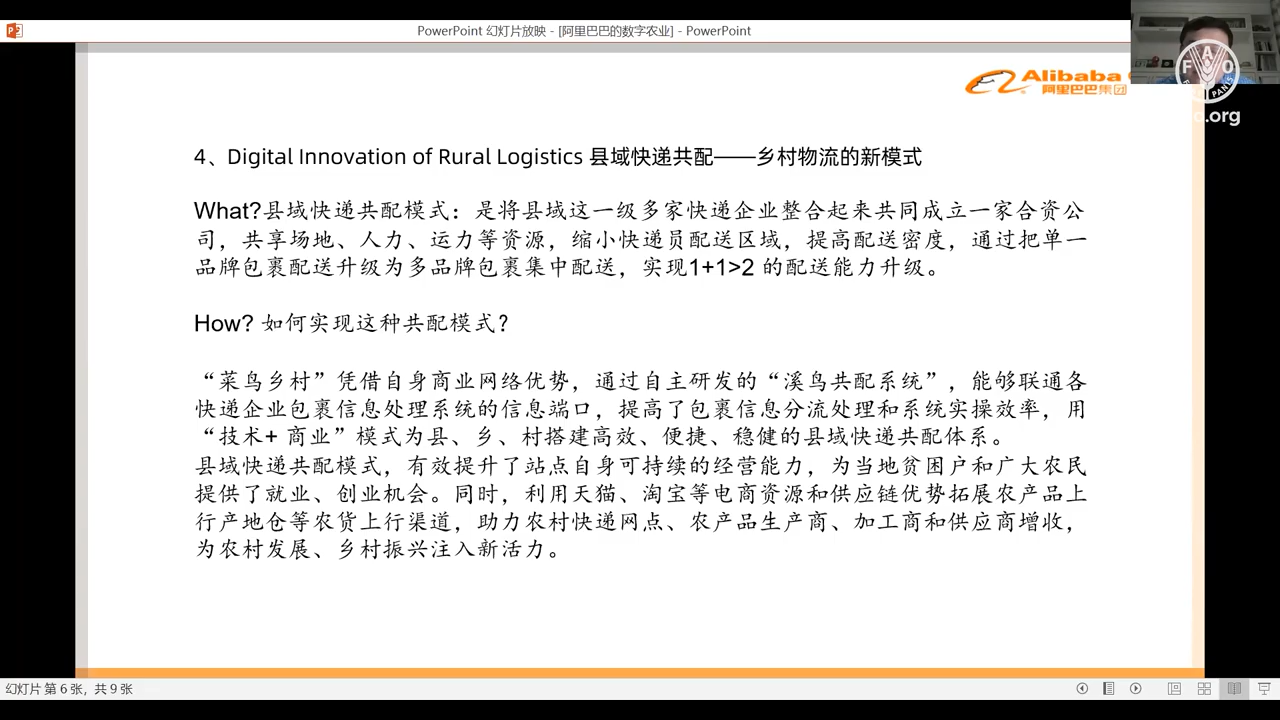 PowerPoint 幻灯片放映 - [阿里巴巴的数字农业] - PowerPoint
FAO
FIAT PANIS
.org
Alibaba
阿里巴巴集团
4、Digital Innovation of Rural Logistics 县域快递共配——乡村物流的新模式
What?县域快递共配模式：是将县域这一级多家快递企业整合起来共同成立一家合资公
司，共享场地、人力、运力等资源，缩小快递员配送区域，提高配送密度，通过把单一
品牌包裹配送升级为多品牌包裹集中配送，实现1+1>2 的配送能力升级。
How? 如何实现这种共配模式？
“菜鸟乡村”凭借自身商业网络优势，通过自主研发的“溪鸟共配系统”，能够联通各
快递企业包裹信息处理系统的信息端口，提高了包裹信息分流处理和系统实操效率，用
“技术+ 商业”模式为县、乡、村搭建高效、便捷、稳健的县域快递共配体系。
县域快递共配模式，有效提升了站点自身可持续的经营能力，为当地贫困户和广大农民
提供了就业、创业机会。同时，利用天猫、淘宝等电商资源和供应链优势拓展农产品上
行产地仓等农货上行渠道，助力农村快递网点、农产品生产商、加工商和供应商增收，
为农村发展、乡村振兴注入新活力。
幻灯片 第 6 张，共 9 张